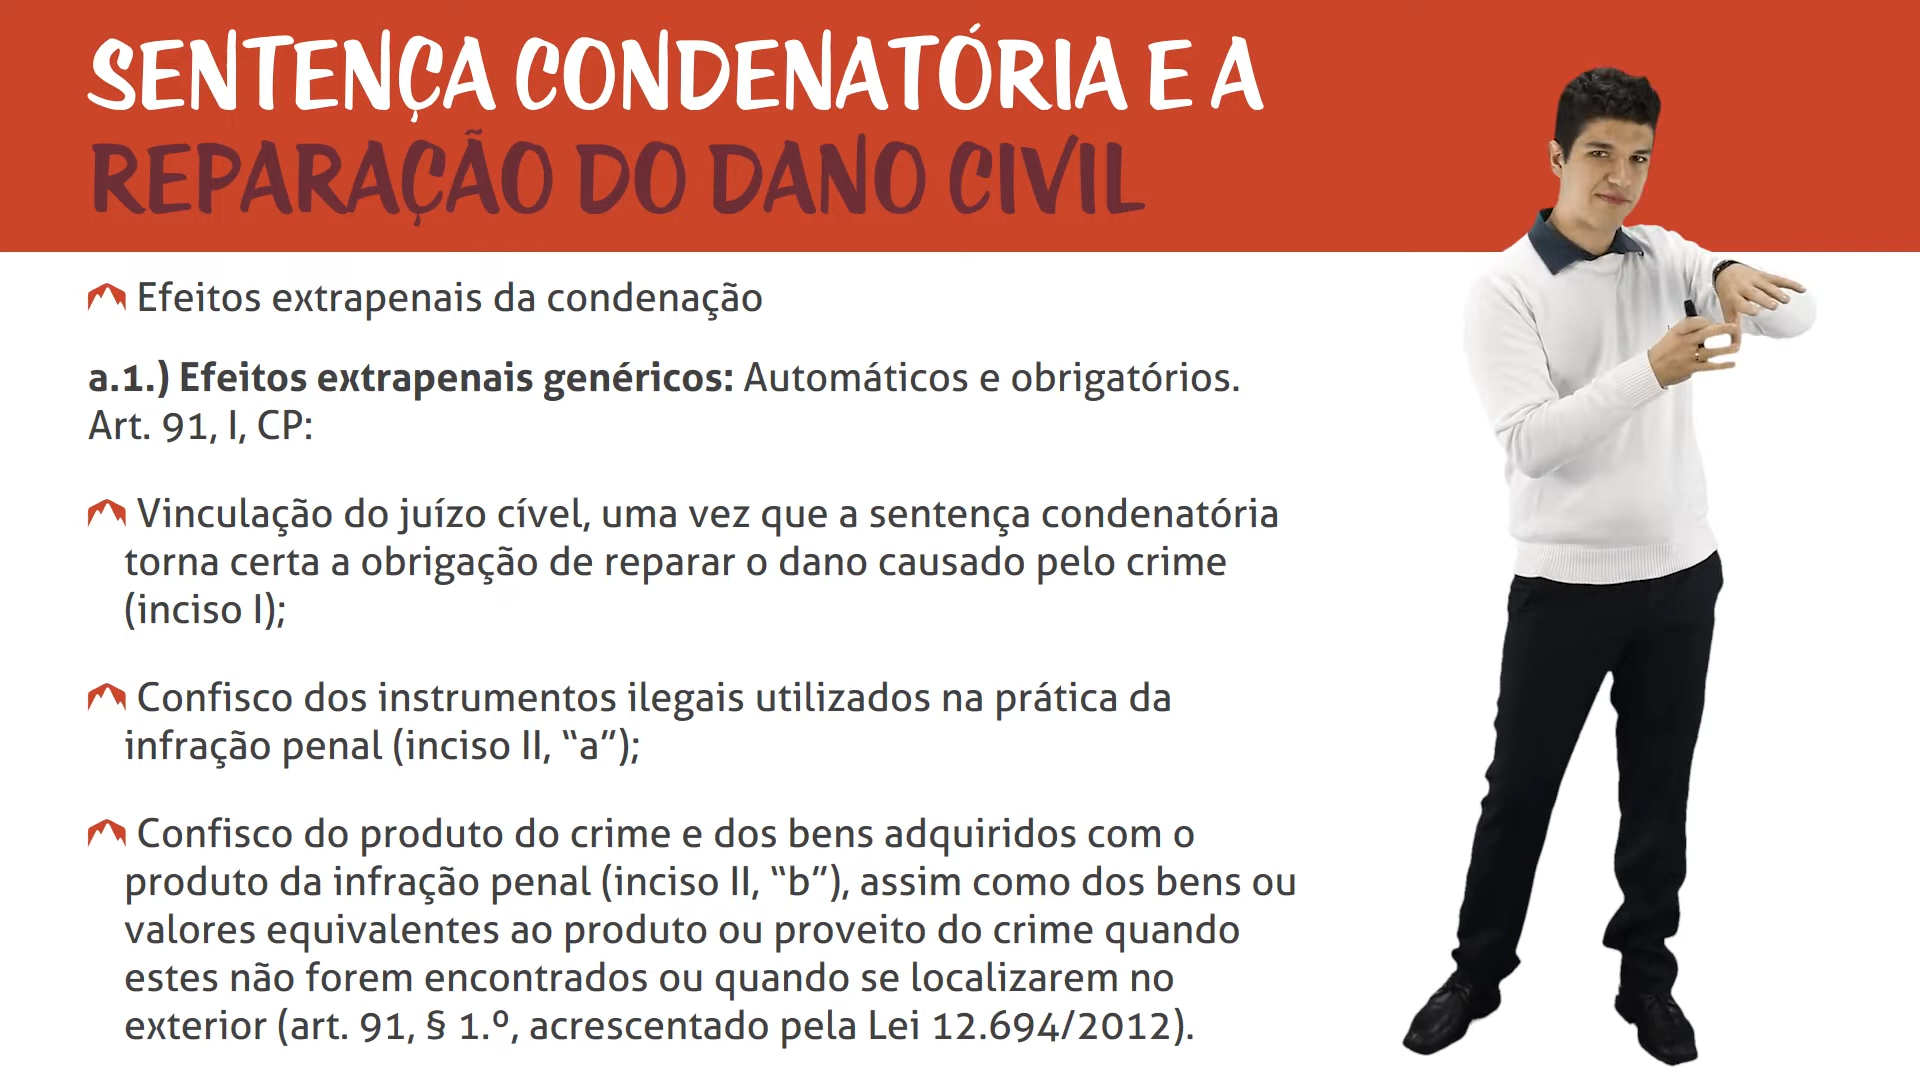 SENTENÇA CONDENATÓRIA E A
REPARAÇÃO DO DANO CIVIL
Efeitos extrapenais da condenação
a.1.) Efeitos extrapenais genéricos: Automáticos e obrigatórios.
Art. 91, I, CP:
Vinculação do juízo cível, uma vez que a sentença condenatória
torna certa a obrigação de reparar o dano causado pelo crime
(inciso I);
Confisco dos instrumentos ilegais utilizados na prática da
infração penal (inciso II, “a”);
Confisco do produto do crime e dos bens adquiridos com o
produto da infração penal (inciso II, “b”), assim como dos bens ou
valores equivalentes ao produto ou proveito do crime quando
estes não forem encontrados ou quando se localizarem no
exterior (art. 91, § 1.º, acrescentado pela Lei 12.694/2012).